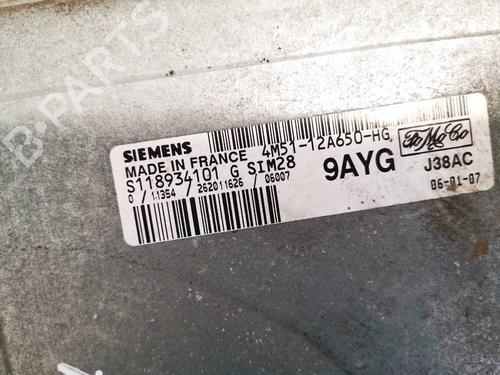 B-PARTS
SIEMENS 4M51-12A650-HG FoMoCo
MADE IN FRANCE 9AYG J38AC
S118934101 G SIM28 06-01-07
0 / 11354 / 262011626 / 06007